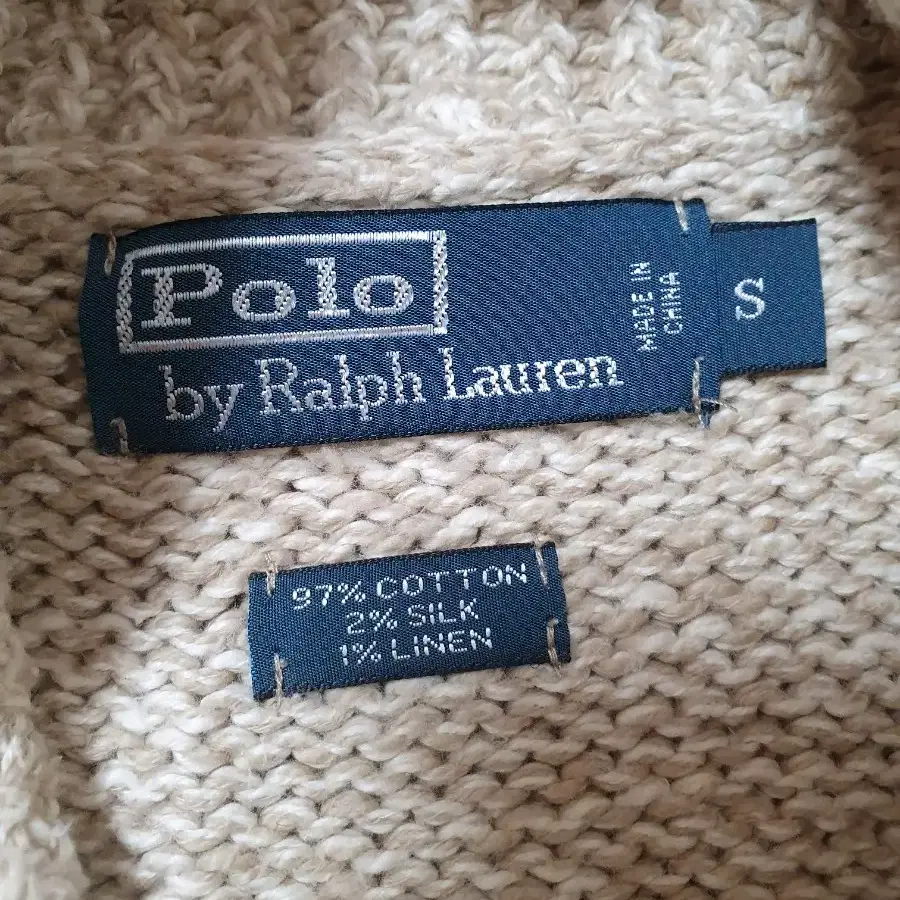 Polo
by Ralph Lauren
MADE IN
CHINA
S
97% COTTON
2% SILK
1% LINEN